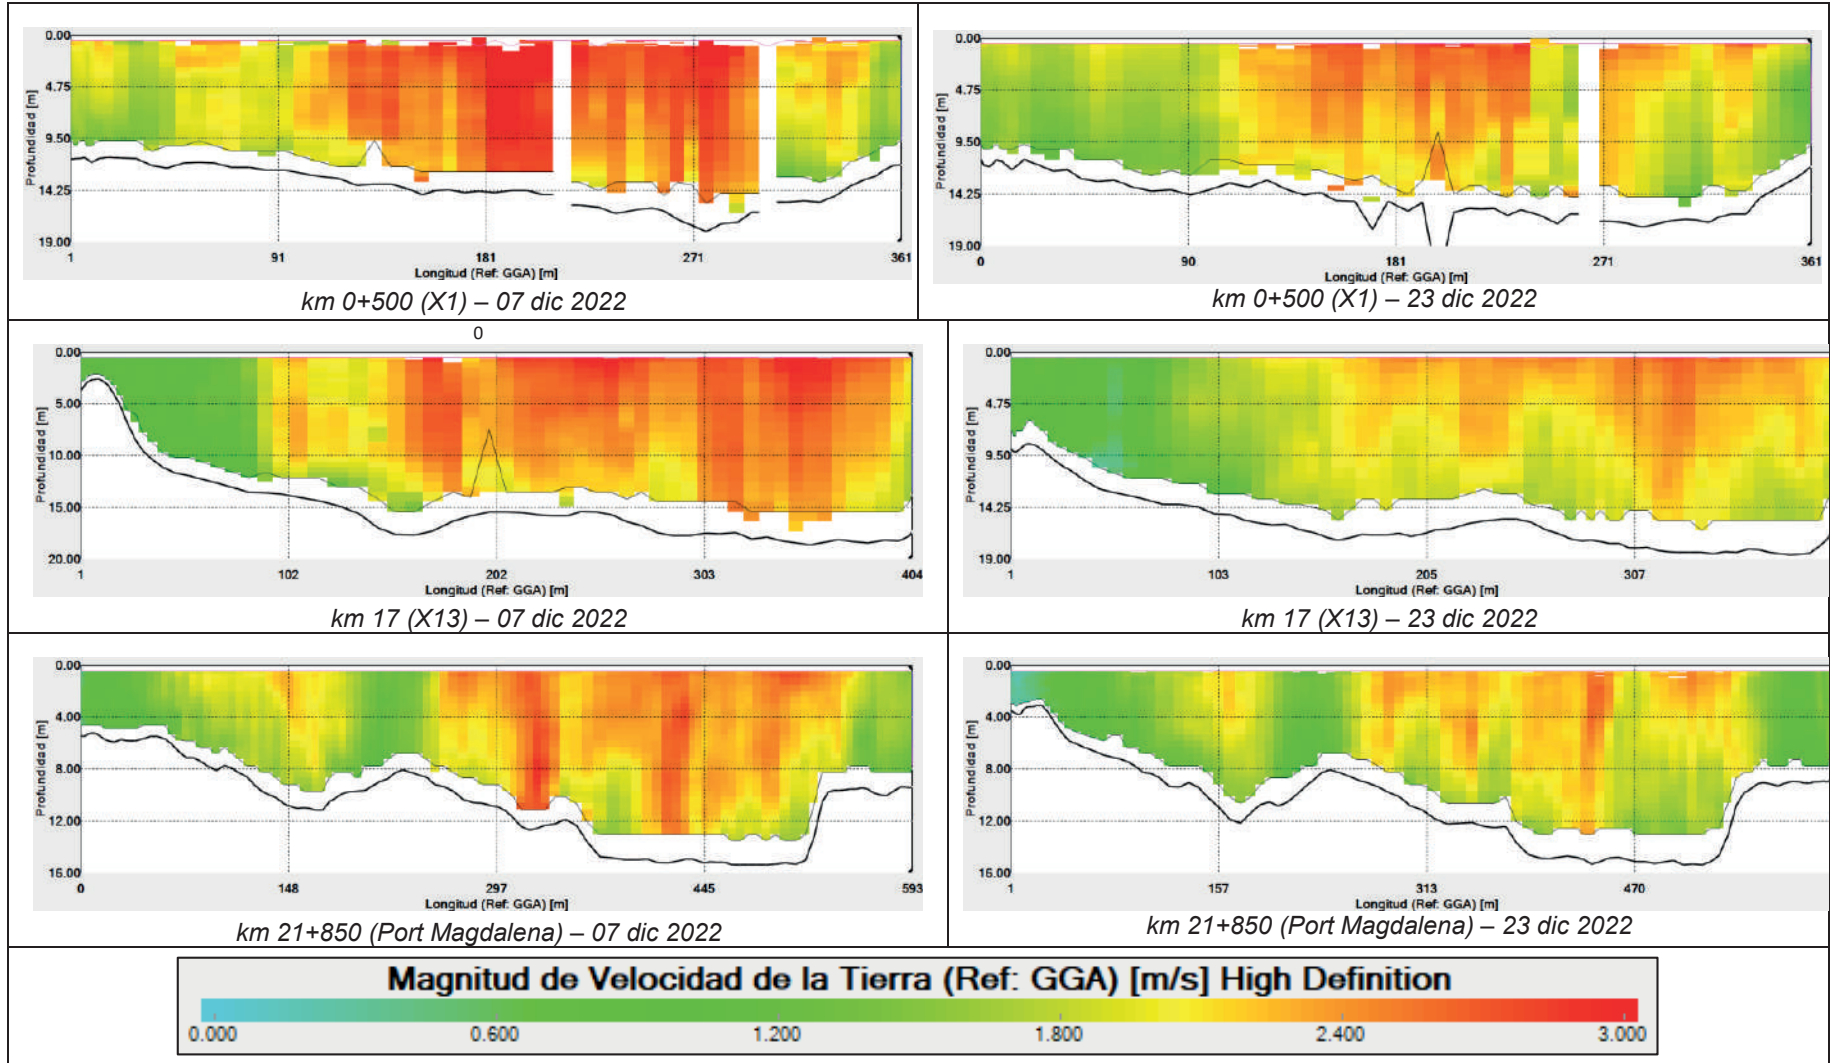 0.00
4.75
9.50
14.25
19.00
Profundidad [m]
1 91 181 271 361
Longitud (Ref: GGA) [m]
km 0+500 (X1) – 07 dic 2022
0.00
4.75
9.50
14.25
19.00
Profundidad [m]
0 90 181 271 361
Longitud (Ref: GGA) [m]
km 0+500 (X1) – 23 dic 2022
0
0.00
5.00
10.00
15.00
20.00
Profundidad [m]
1 102 202 303 404
Longitud (Ref: GGA) [m]
km 17 (X13) – 07 dic 2022
0.00
4.75
9.50
14.25
19.00
Profundidad [m]
1 103 205 307
Longitud (Ref: GGA) [m]
km 17 (X13) – 23 dic 2022
0.00
4.00
8.00
12.00
16.00
Profundidad [m]
0 148 297 445 593
Longitud (Ref: GGA) [m]
km 21+850 (Port Magdalena) – 07 dic 2022
0.00
4.00
8.00
12.00
16.00
Profundidad [m]
1 157 313 470
Longitud (Ref: GGA) [m]
km 21+850 (Port Magdalena) – 23 dic 2022
Magnitud de Velocidad de la Tierra (Ref: GGA) [m/s] High Definition
0.000 0.600 1.200 1.800 2.400 3.000